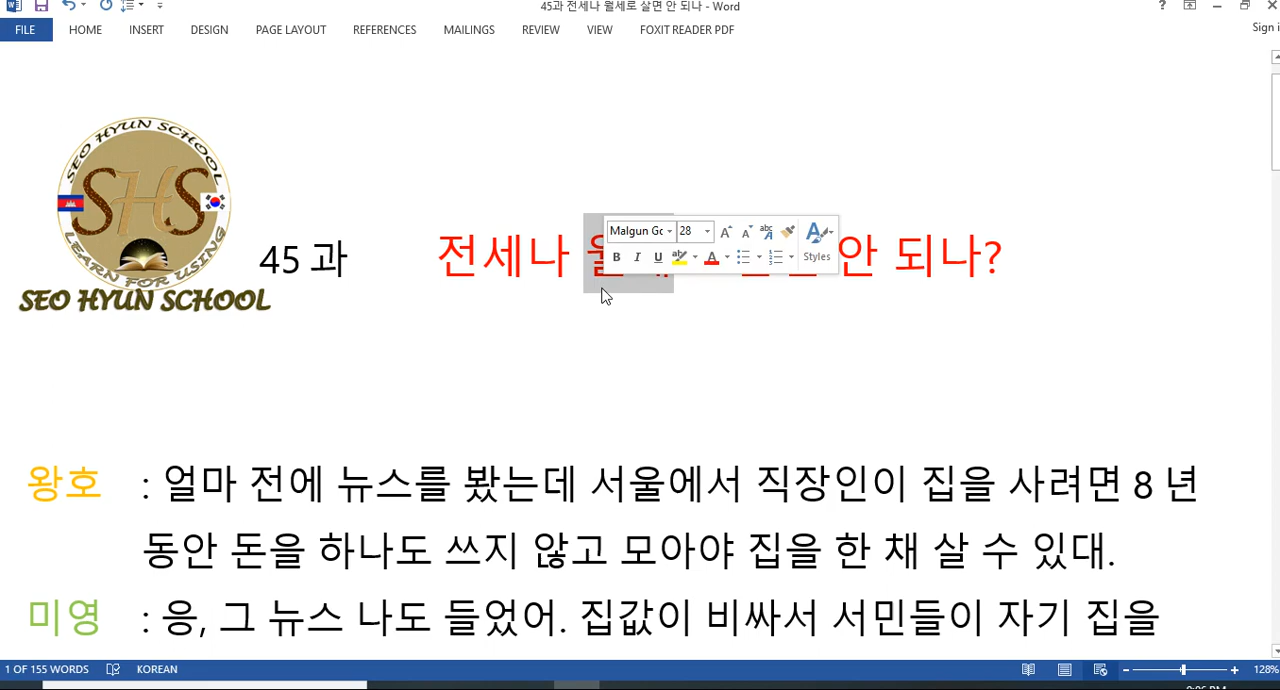 45과 전세나 월세로 살면 안 되나 - Word
FILE HOME INSERT DESIGN PAGE LAYOUT REFERENCES MAILINGS REVIEW VIEW FOXIT READER PDF Sign i
SEO HYUN SCHOOL
SHS
LEARN FOR USING
SEO HYUN SCHOOL
45 과 전세나 안 되나?
Malgun Gc 28
B I U A Styles
왕호 : 얼마 전에 뉴스를 봤는데 서울에서 직장인이 집을 사려면 8 년
동안 돈을 하나도 쓰지 않고 모아야 집을 한 채 살 수 있대.
미영 : 응, 그 뉴스 나도 들었어. 집값이 비싸서 서민들이 자기 집을
1 OF 155 WORDS KOREAN 128%